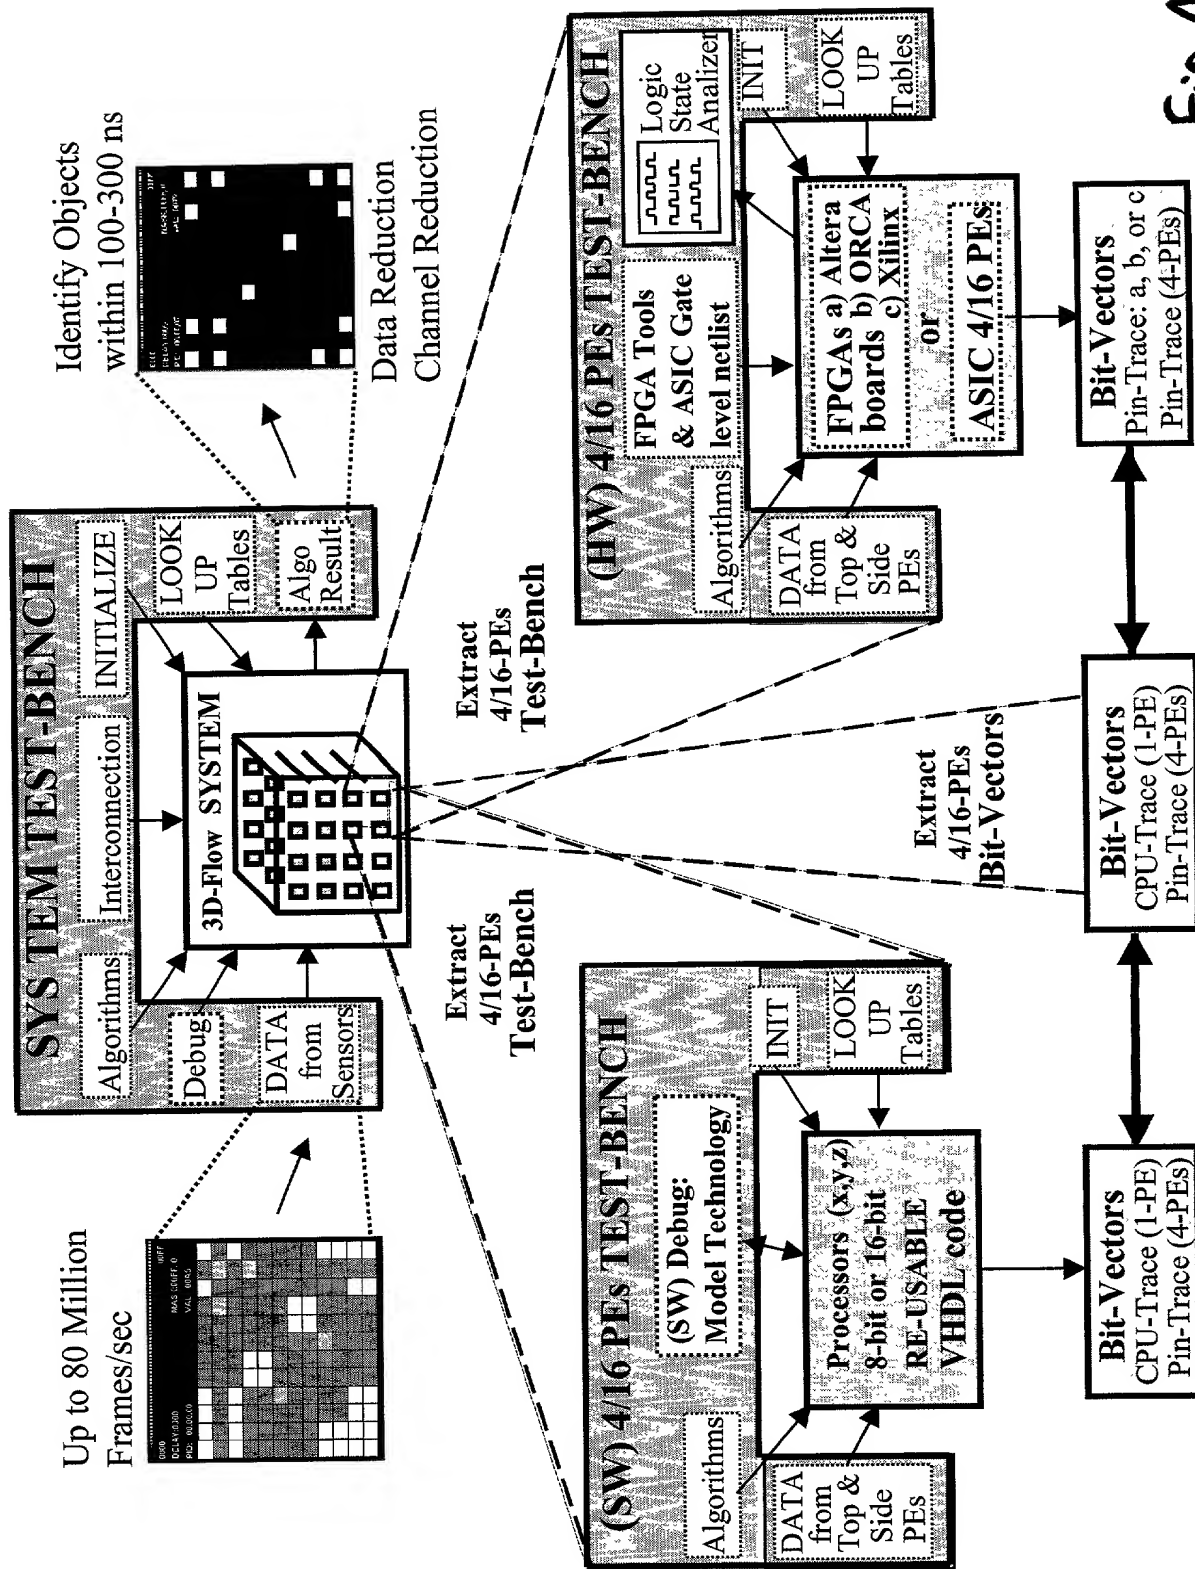 Up to 80 Million
Frames/sec
SYSTEM TEST-BENCH
Algorithms
Interconnection
INITIALIZE
Debug
DATA
from
Sensors
3D-Flow SYSTEM
LOOK
UP
Tables
Algo
Result
Identify Objects
within 100-300 ns
Data Reduction
Channel Reduction
Extract
4/16-PEs
Test-Bench
Extract
4/16-PEs
Test-Bench
(SW) 4/16 PEs TEST-BENCH
Algorithms
(SW) Debug:
Model Technology
INIT
DATA
from
Top &
Side
PEs
Processors (x,y,z)
8-bit or 16-bit
RE-USABLE
VHDL code
LOOK
UP
Tables
Extract
4/16-PEs
Bit-Vectors
(HW) 4/16 PEs TEST-BENCH
Algorithms
FPGA Tools
& ASIC Gate
level netlist
Logic
State
Analizer
INIT
DATA
from
Top &
Side
PEs
FPGAs a) Altera
boards b) ORCA
c) Xilinx
or
ASIC 4/16 PEs
LOOK
UP
Tables
Bit-Vectors
CPU-Trace (1-PE)
Pin-Trace (4-PEs)
Bit-Vectors
CPU-Trace (1-PE)
Pin-Trace (4-PEs)
Bit-Vectors
Pin-Trace: a, b, or c
Pin-Trace (4-PEs)